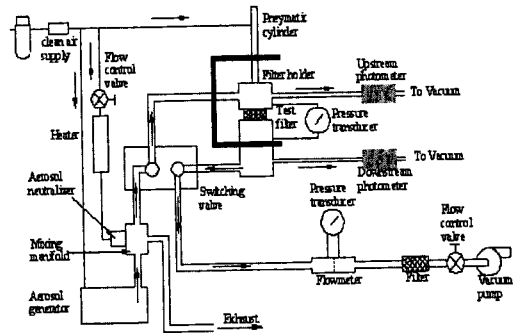 Pneymatic
cylinder
clean air
supply
Flow
control
valve
Filter holder
Upstream
photometer
To Vacuum
Test
filter
Pressure
transducer
Heater
To Vacuum
Downstream
photometer
Aerosol
neutralizer
Switching
valve
Pressure
transducer
Flow
control
valve
Mixing
manifold
Flowmeter
Filter
Vacuum
pump
Aerosol
generator
Exhaust